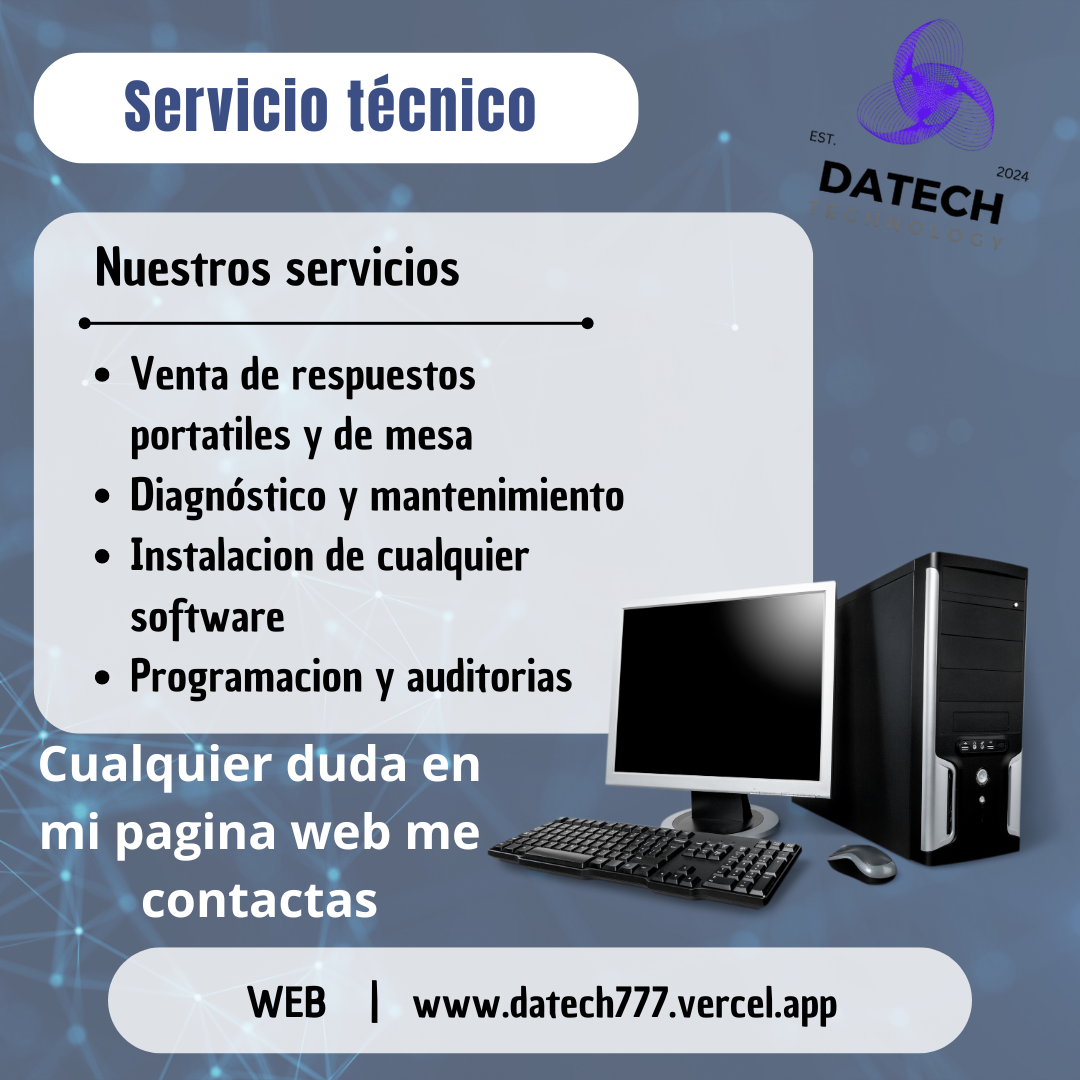 Servicio técnico
EST.
2024
DATECH
TECHNOLOGY
Nuestros servicios
Venta de respuestos
portatiles y de mesa
Diagnóstico y mantenimiento
Instalacion de cualquier
software
Programacion y auditorias
Cualquier duda en
mi pagina web me
contactas
WEB | www.datech777.vercel.app